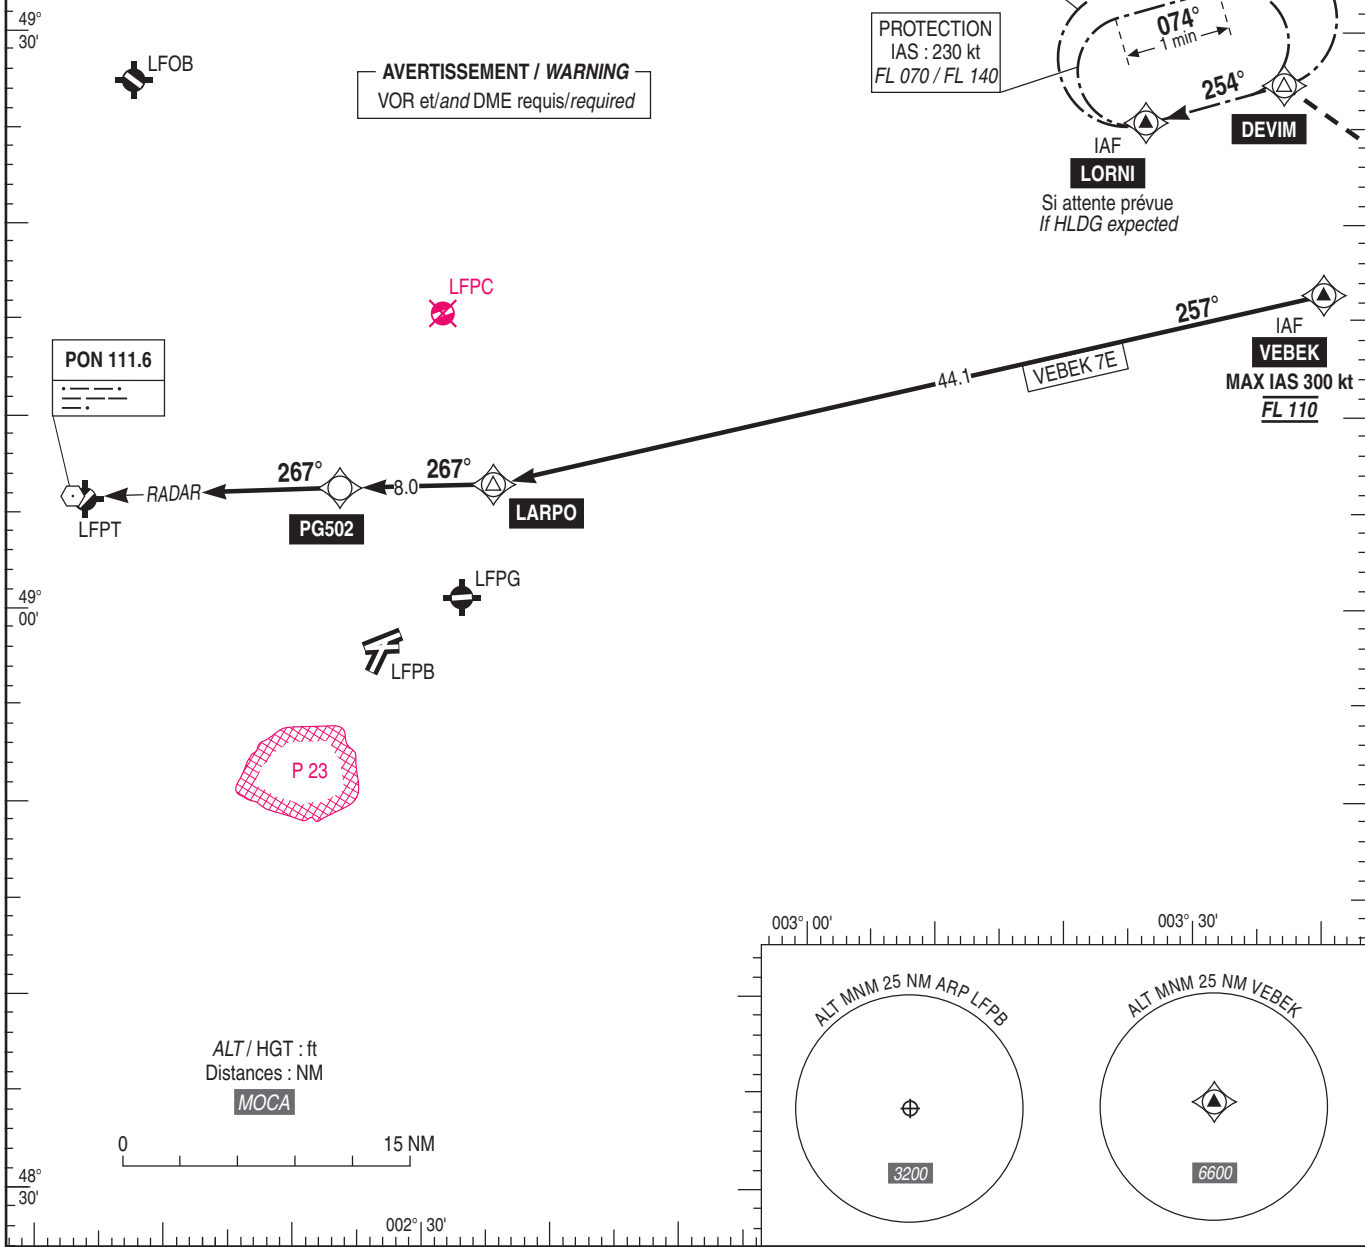 49°
30'
LFOB
AVERTISSEMENT / WARNING
VOR et/and DME requis/required
PROTECTION
IAS : 230 kt
FL 070 / FL 140
074°
1 min
254°
DEVIM
IAF
LORNI
Si attente prévue
If HLDG expected
LFPC
257°
IAF
VEBEK
MAX IAS 300 kt
FL 110
PON 111.6
44.1
VEBEK 7E
267°
267°
RADAR
8.0
LFPT
PG502
LARPO
49°
00'
LFPG
LFPB
P 23
003° 00'
003° 30'
ALT MNM 25 NM ARP LFPB
3200
ALT MNM 25 NM VEBEK
6600
ALT / HGT : ft
Distances : NM
MOCA
0
15 NM
48°
30'
002° 30'